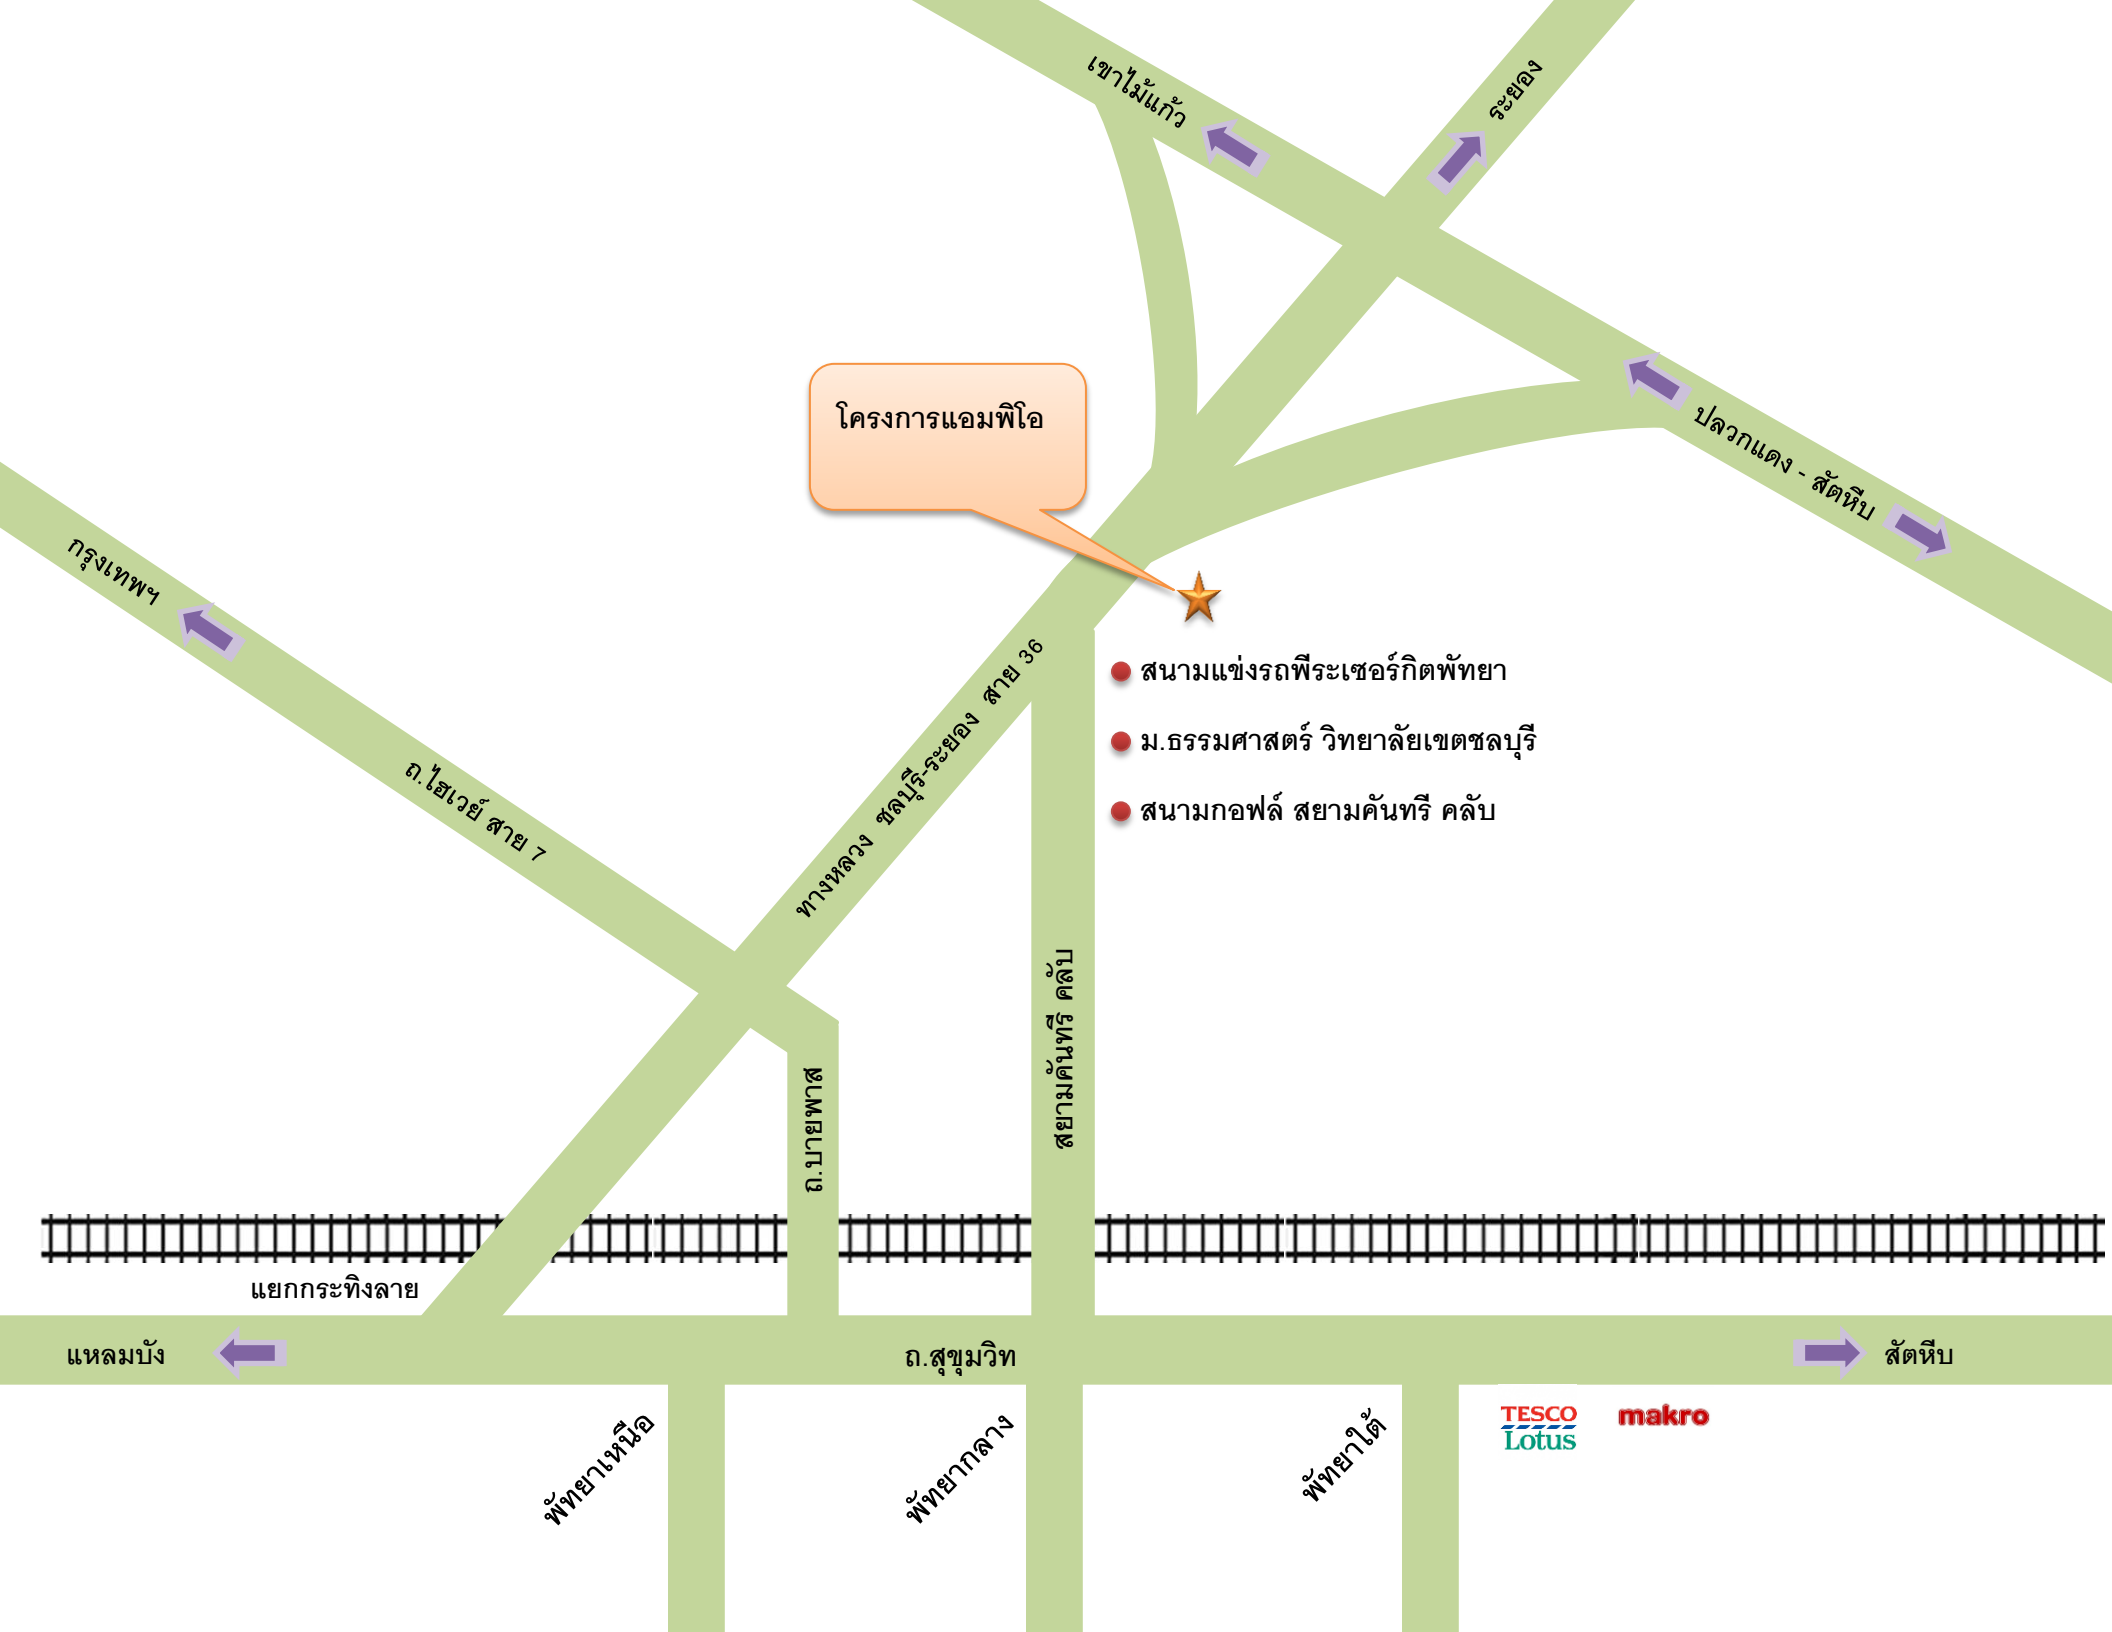 เขาไม้แก้ว
ระยอง
โครงการแอมพิโอ
ปลวกแดง - สัตหีบ
กรุงเทพฯ
ทางหลวง ชลบุรี-ระยอง สาย 36
สนามแข่งรถพีระเซอร์กิตพัทยา
ม.ธรรมศาสตร์ วิทยาลัยเขตชลบุรี
สนามกอฟล์ สยามคันทรี คลับ
ถ.ไฮเวย์ สาย 7
สยามคันทรี คลับ
ถ.บายพาส
แยกกระทิงลาย
แหลมบัง
ถ.สุขุมวิท
สัตหีบ
พัทยาเหนือ
พัทยากลาง
พัทยาใต้
TESCO
Lotus
makro